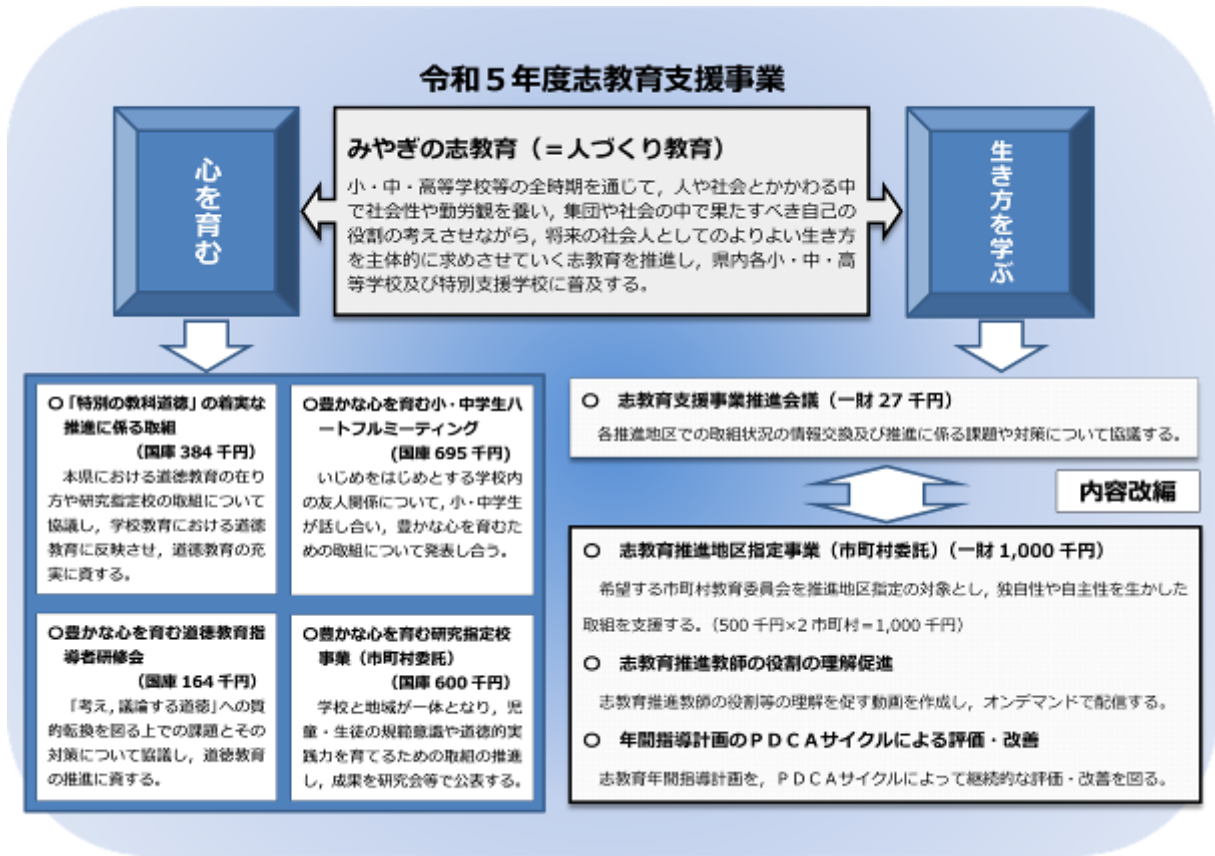 令和５年度志教育支援事業
心を育む
みやぎの志教育（＝人づくり教育）
小・中・高等学校等の全時期を通じて，人や社会とかかわる中
で社会性や勤労観を養い，集団や社会の中で果たすべき自己の
役割の考えさせながら，将来の社会人としてのよりよい生き方
を主体的に求めさせていく志教育を推進し，県内各小・中・高
等学校及び特別支援学校に普及する。
生き方を学ぶ
○「特別の教科道徳」の着実な
推進に係る取組
（国庫 384 千円）
本県における道徳教育の在り
方や研究指定校の取組について
協議し，学校教育における道徳
教育に反映させ，道徳教育の充
実に資する。
○豊かな心を育む小・中学生ハ
ートフルミーティング
（国庫 695 千円)
いじめをはじめとする学校内
の友人関係について，小・中学生
が話し合い，豊かな心を育むた
めの取組について発表し合う。
○豊かな心を育む道徳教育指
導者研修会
（国庫 164 千円）
「考え，議論する道徳」への質
的転換を図る上での課題とその
対策について協議し，道徳教育
の推進に資する。
○豊かな心を育む研究指定校
事業（市町村委託）
（国庫 600 千円）
学校と地域が一体となり，児
童・生徒の規範意識や道徳的実
践力を育てるための取組の推進
し，成果を研究会等で公表する。
○　志教育支援事業推進会議（一財 27 千円）
各推進地区での取組状況の情報交換及び推進に係る課題や対策について協議する。
内容改編
○　志教育推進地区指定事業（市町村委託）（一財 1,000 千円）
希望する市町村教育委員会を推進地区指定の対象とし，独自性や自主性を生かした
取組を支援する。（500 千円×２市町村＝1,000 千円）
○　志教育推進教師の役割の理解促進
志教育推進教師の役割等の理解を促す動画を作成し，オンデマンドで配信する。
○　年間指導計画のＰＤＣＡサイクルによる評価・改善
志教育年間指導計画を，ＰＤＣＡサイクルによって継続的な評価・改善を図る。